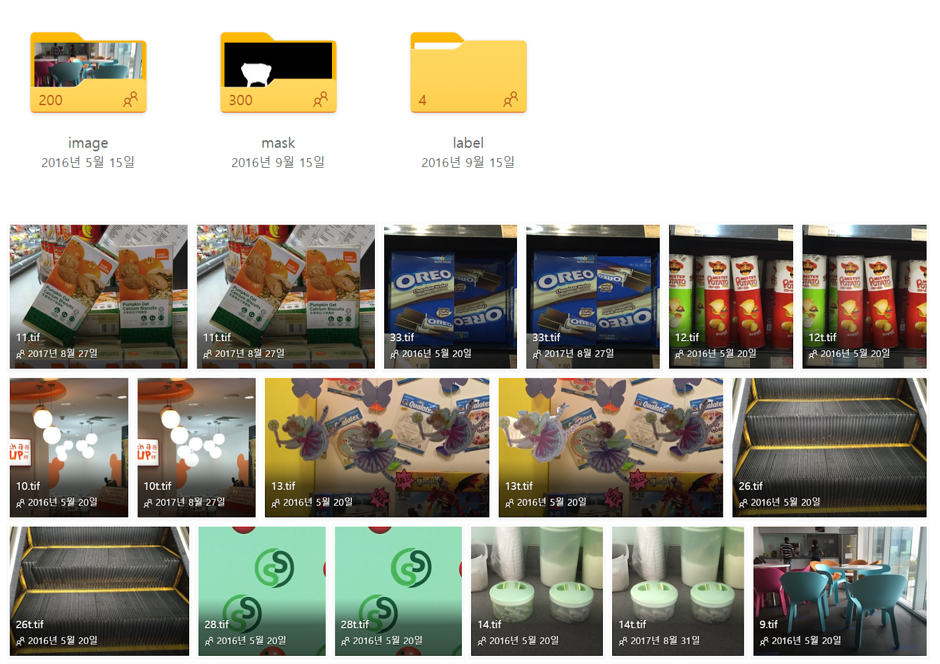 200
300
4
image
mask
label
2016년 5월 15일
2016년 9월 15일
2016년 9월 15일
OREO
OREO
OREO
OREO
POTATO
POTATO
Qualatex
Qualatex
11.tif
2017년 8월 27일
11t.tif
2017년 8월 27일
33.tif
2016년 5월 20일
33t.tif
2017년 8월 27일
12.tif
2016년 5월 20일
12t.tif
2016년 5월 20일
10.tif
2016년 5월 20일
10t.tif
2017년 8월 27일
13.tif
2016년 5월 20일
13t.tif
2016년 5월 20일
26.tif
2016년 5월 20일
26t.tif
2016년 5월 20일
28.tif
2016년 5월 20일
28t.tif
2016년 5월 20일
14.tif
2016년 5월 20일
14t.tif
2017년 8월 31일
9.tif
2016년 5월 20일